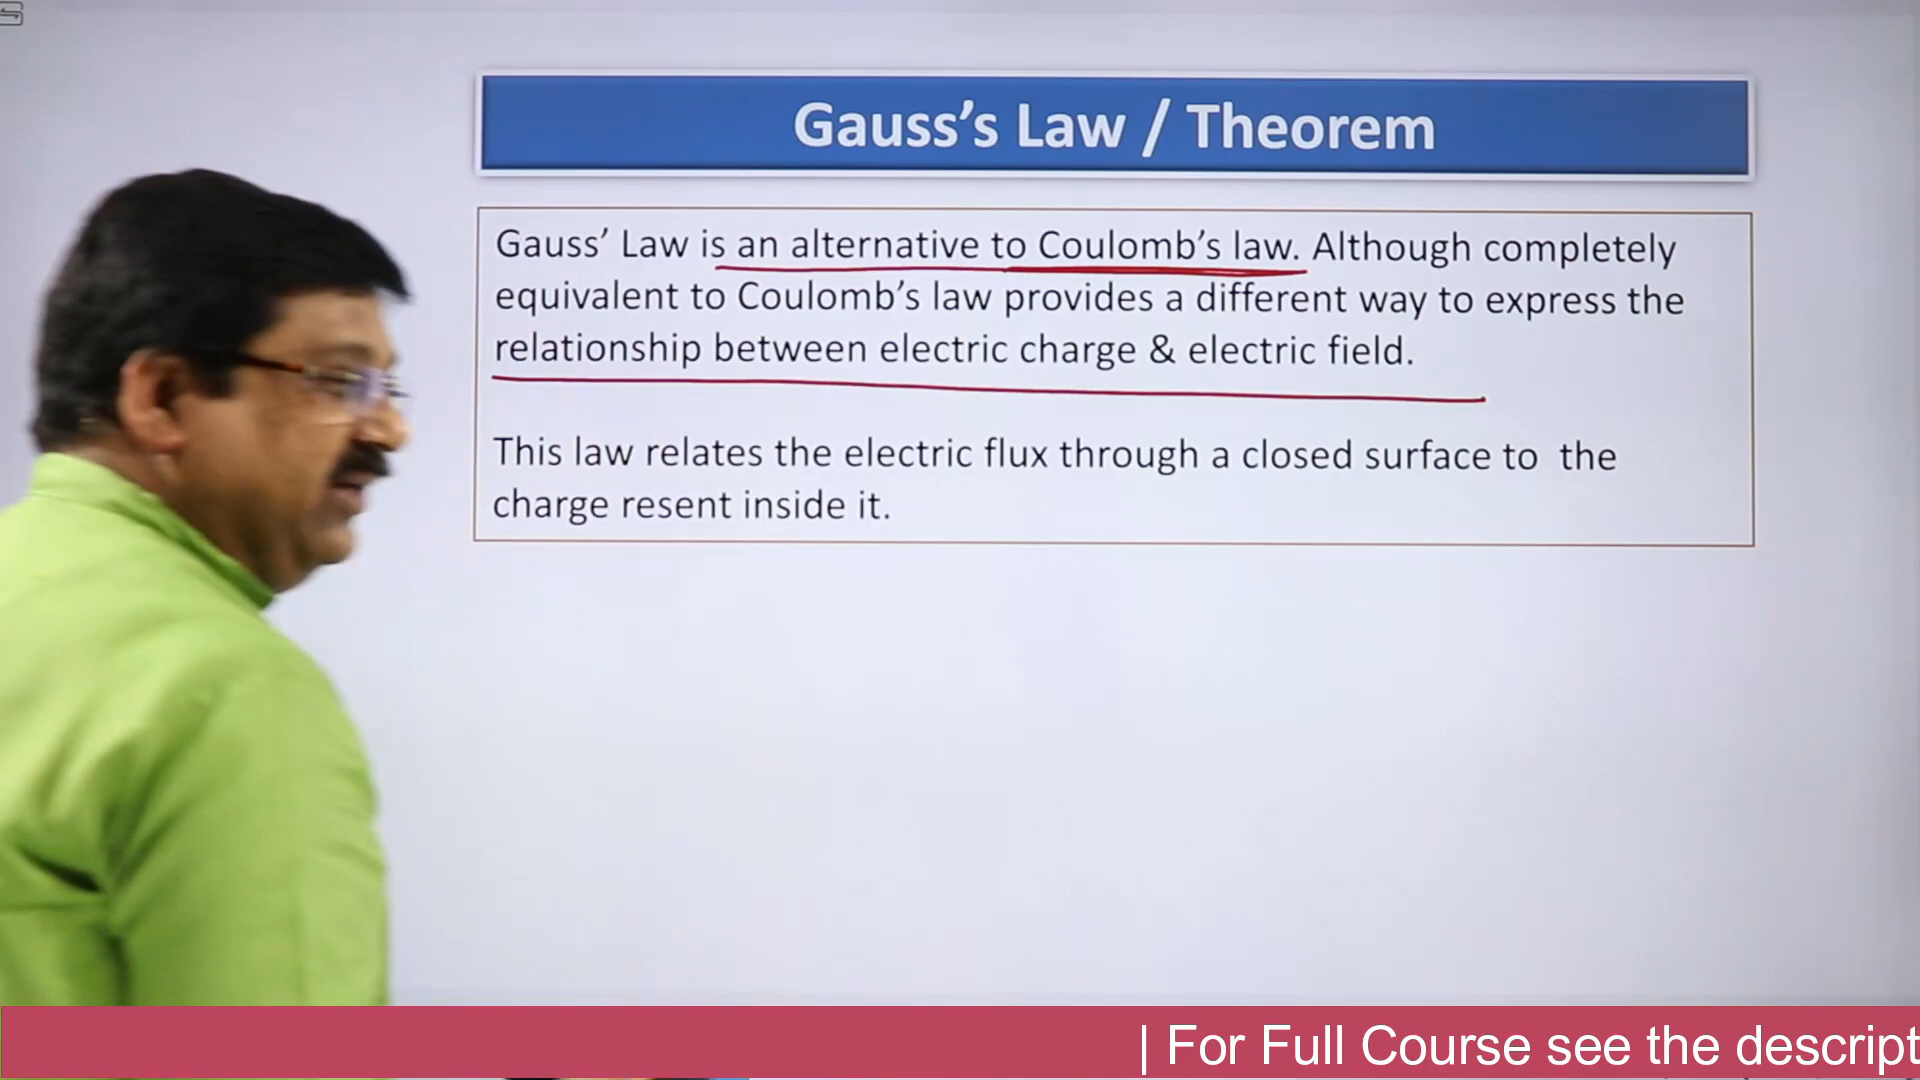 Gauss’s Law / Theorem
Gauss’ Law is an alternative to Coulomb’s law. Although completely
equivalent to Coulomb’s law provides a different way to express the
relationship between electric charge & electric field.
This law relates the electric flux through a closed surface to  the
charge resent inside it.
| For Full Course see the descript